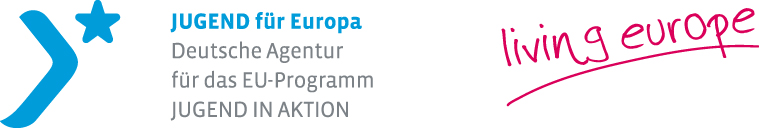 JUGEND für Europa
Deutsche Agentur
für das EU-Programm
JUGEND IN AKTION
living europe